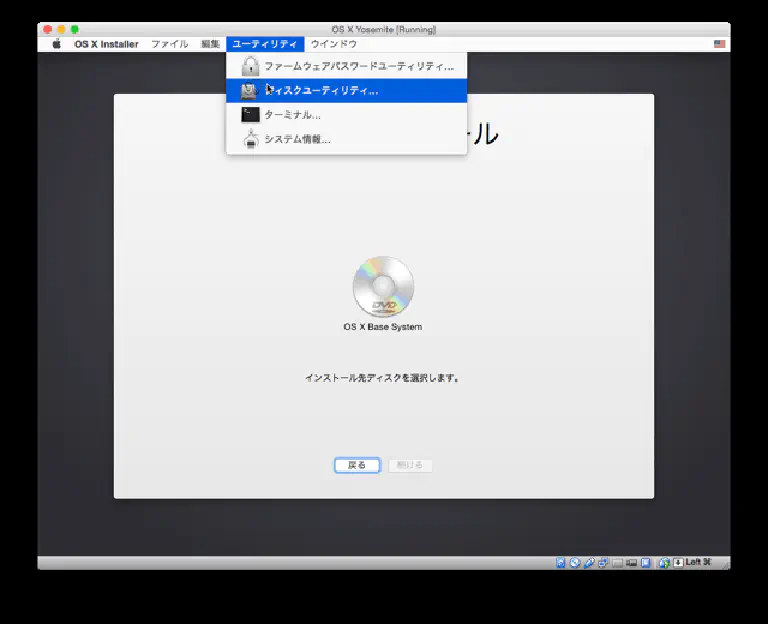 OS X Yosemite [Running]
OS X Installer ファイル 編集 ユーティリティ ウインドウ
ファームウェアパスワードユーティリティ...
ディスクユーティリティ...
ターミナル...
システム情報...
ール
DVD
OS X Base System
インストール先ディスクを選択します。
戻る 続ける
Left ⌘